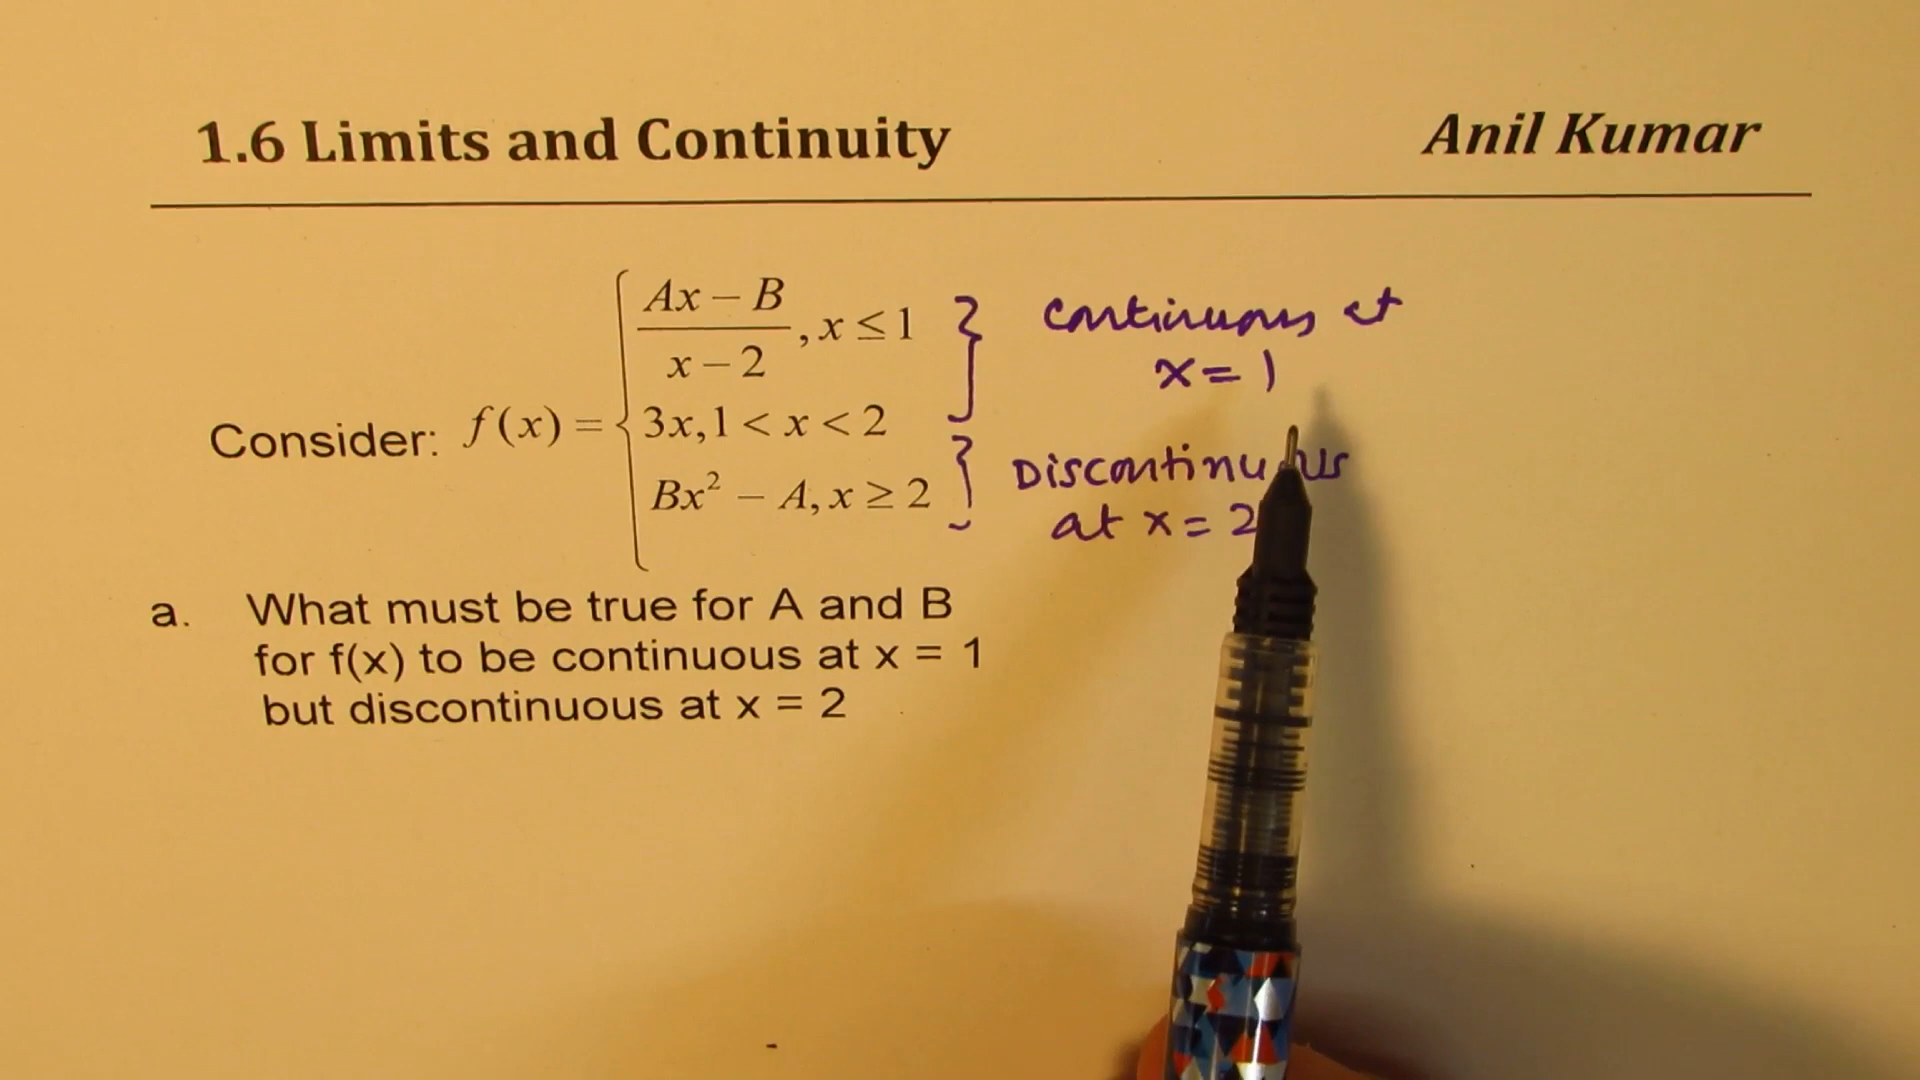 1.6 Limits and Continuity Anil Kumar
Consider: f(x) = { (Ax − B)/(x − 2), x ≤ 1
3x, 1 < x < 2
Bx² − A, x ≥ 2
} continuous at
x = 1
} Discontinuous
at x = 2
a. What must be true for A and B
for f(x) to be continuous at x = 1
but discontinuous at x = 2